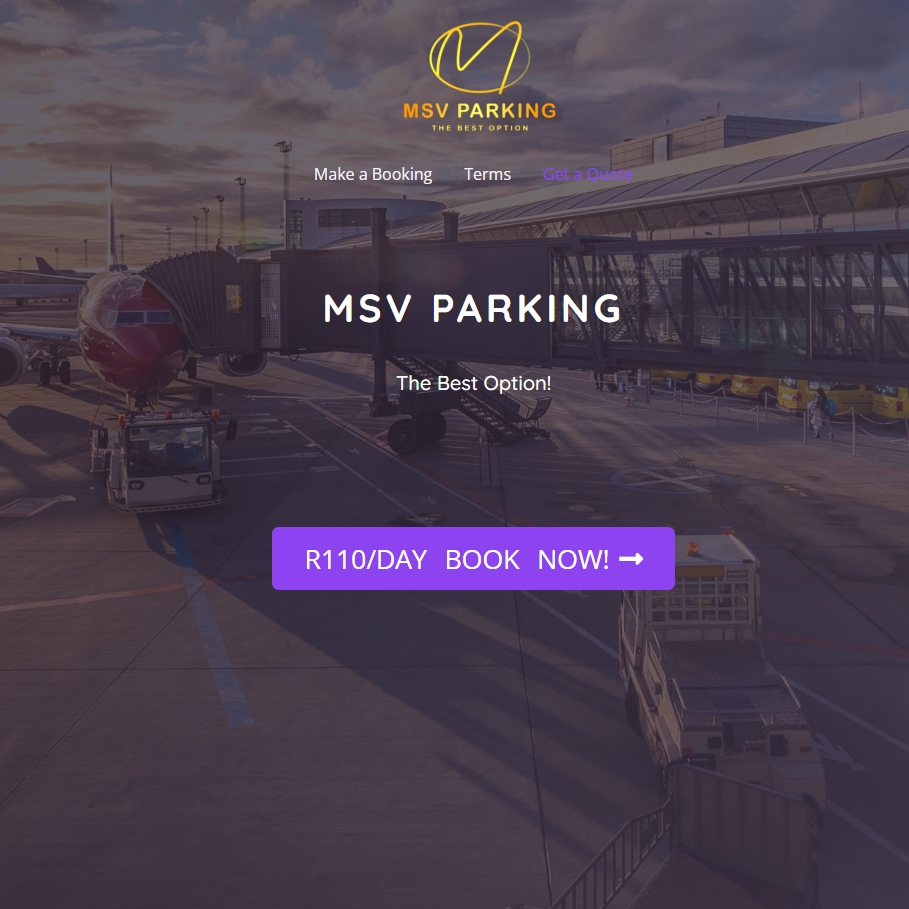 MSV PARKING
THE BEST OPTION
Make a Booking Terms Get a Quote
MSV PARKING
The Best Option!
R110/DAY BOOK NOW!